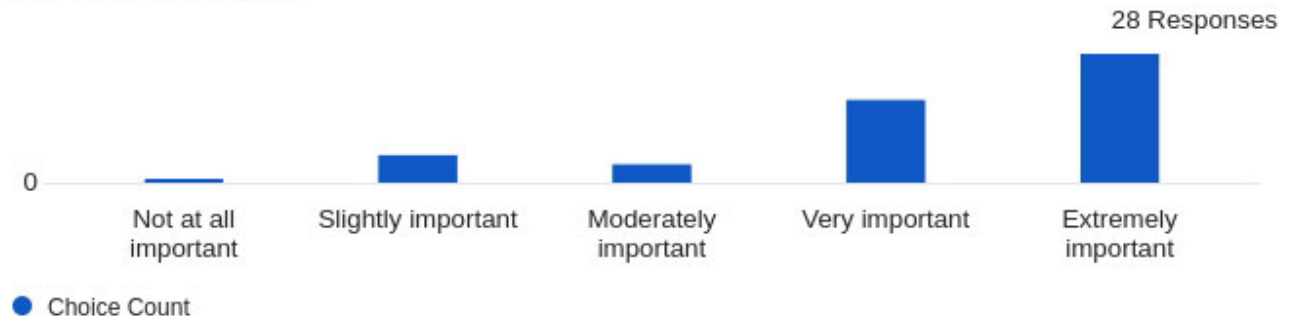 28 Responses
0
Not at all
important
Slightly important
Moderately
important
Very important
Extremely
important
Choice Count